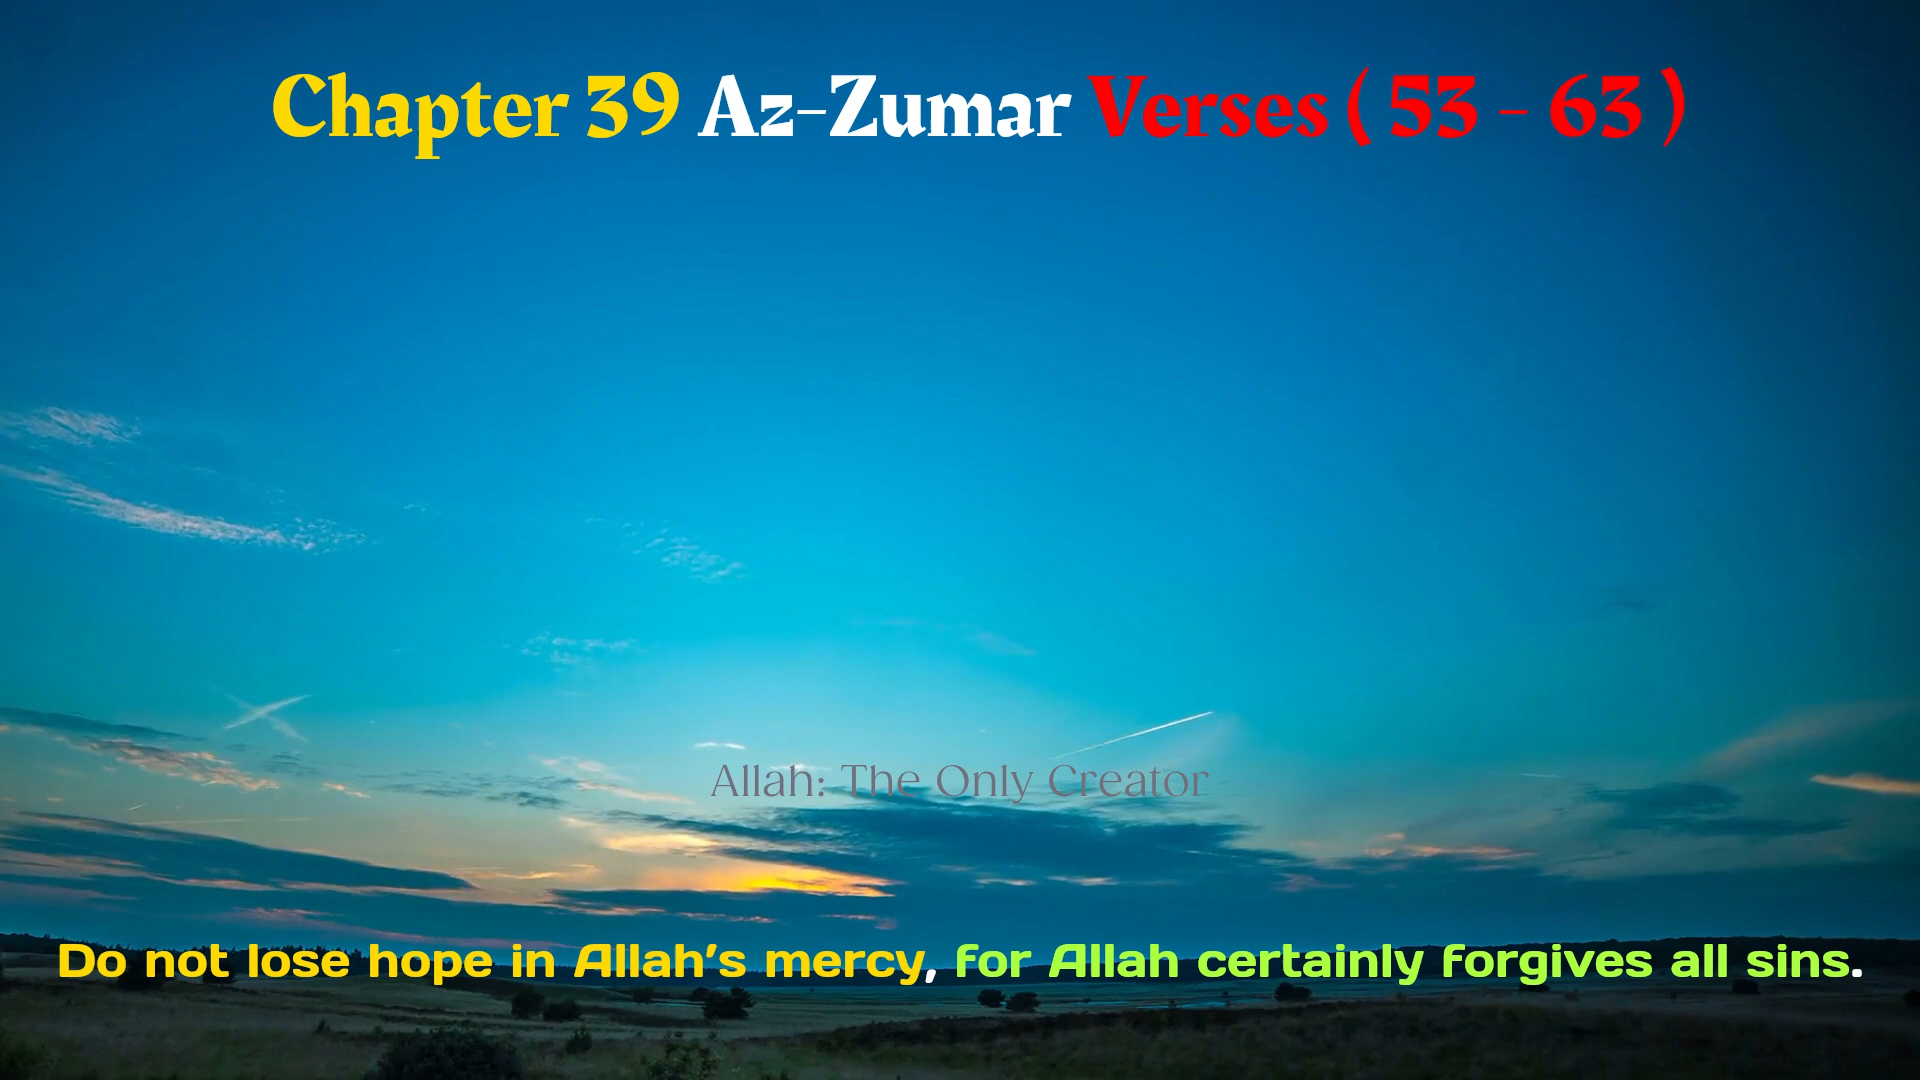 Chapter 39 Az-Zumar Verses ( 53 - 63 )
Allah: The Only Creator
Do not lose hope in Allah's mercy, for Allah certainly forgives all sins.